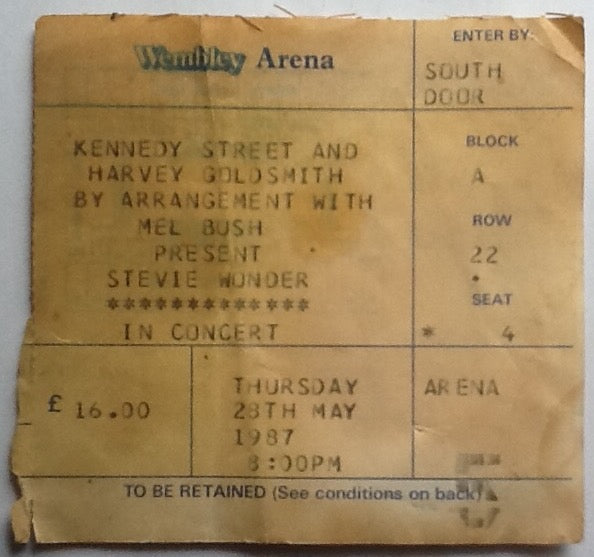 Wembley Arena
ENTER BY:
SOUTH
DOOR
KENNEDY STREET AND
HARVEY GOLDSMITH
BY ARRANGEMENT WITH
MEL BUSH
PRESENT
STEVIE WONDER
*************
IN CONCERT
BLOCK
A
ROW
22
SEAT
* 4
£ 16.00
THURSDAY
28TH MAY
1987
8:00PM
ARENA
TO BE RETAINED (See conditions on back)